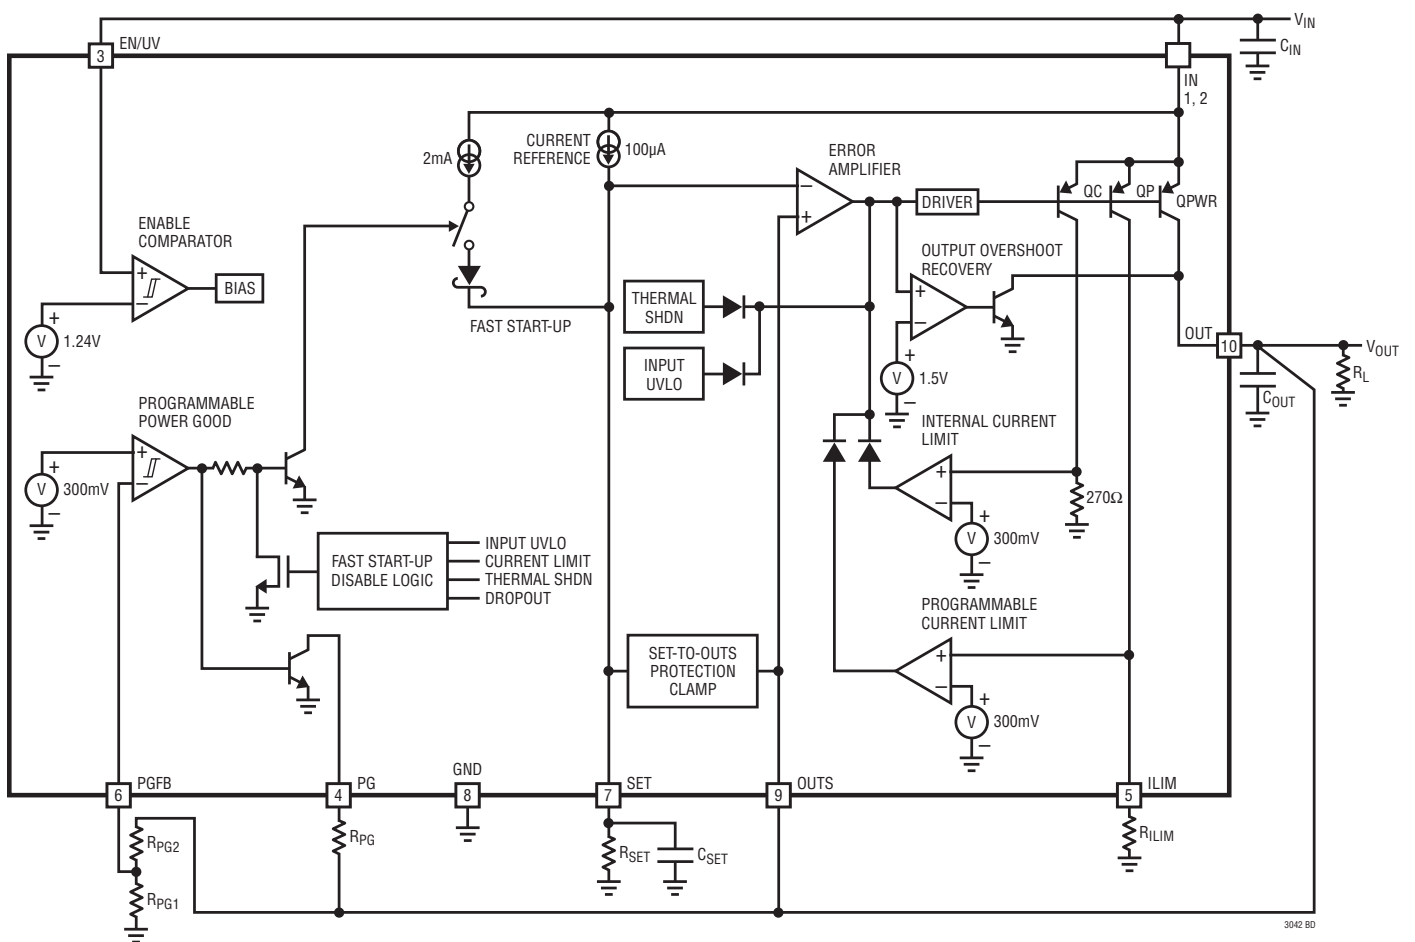 VIN
CIN
3
EN/UV
IN
1, 2
2mA
CURRENT
REFERENCE
100µA
ERROR
AMPLIFIER
−
+
DRIVER
QC
QP
QPWR
ENABLE
COMPARATOR
+
−
BIAS
+
V
1.24V
−
FAST START-UP
THERMAL
SHDN
INPUT
UVLO
OUTPUT OVERSHOOT
RECOVERY
+
−
+
V
1.5V
−
OUT
10
VOUT
RL
COUT
PROGRAMMABLE
POWER GOOD
+
−
+
V
300mV
−
INTERNAL CURRENT
LIMIT
+
−
270Ω
+
V
300mV
−
FAST START-UP
DISABLE LOGIC
INPUT UVLO
CURRENT LIMIT
THERMAL SHDN
DROPOUT
PROGRAMMABLE
CURRENT LIMIT
+
−
+
V
300mV
−
SET-TO-OUTS
PROTECTION
CLAMP
6
PGFB
4
PG
GND
8
7
SET
9
OUTS
5
ILIM
RPG2
RPG1
RPG
RSET
CSET
RILIM
3042 BD